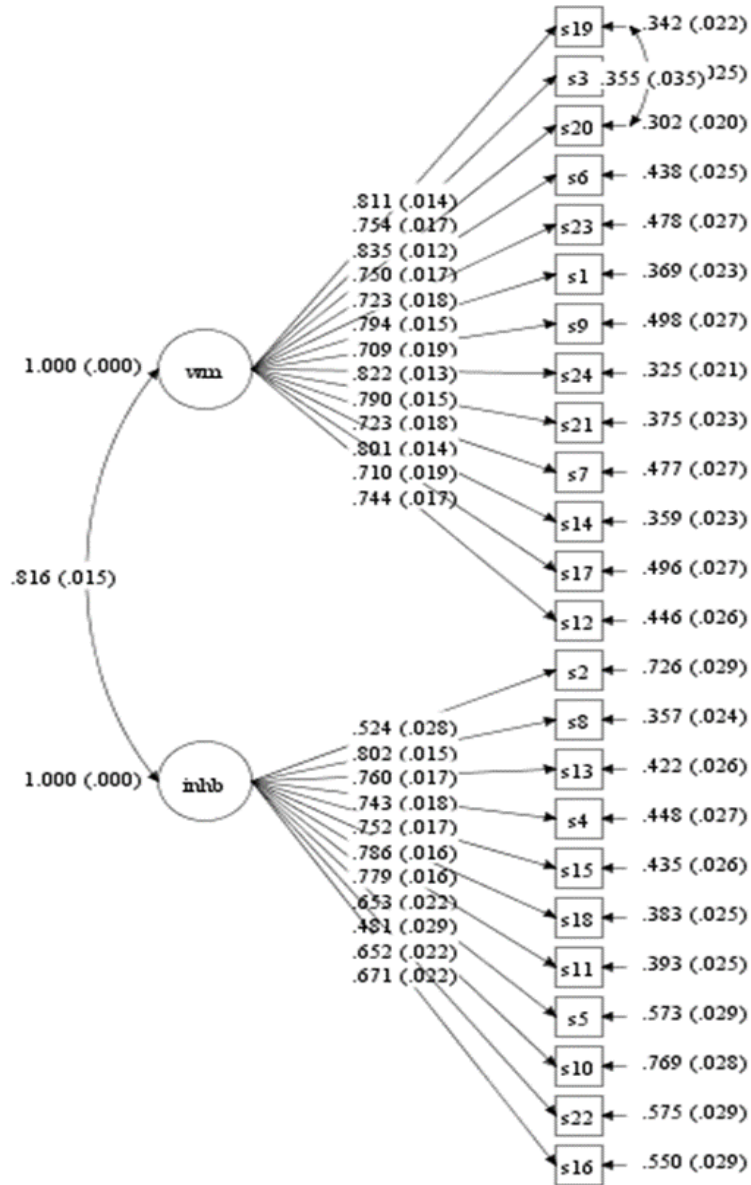 s19 .342 (.022)
s3 .355 (.035) 025)
s20 .302 (.020)
s6 .438 (.025)
.811 (.014)
.754 (.017) s23 .478 (.027)
.835 (.012)
.750 (.017) s1 .369 (.023)
.723 (.018)
.794 (.015) s9 .498 (.027)
.709 (.019)
1.000 (.000) wm .822 (.013) s24 .325 (.021)
.790 (.015)
.723 (.018) s21 .375 (.023)
.801 (.014)
.710 (.019) s7 .477 (.027)
.744 (.017)
s14 .359 (.023)
.816 (.015) s17 .496 (.027)
s12 .446 (.026)
s2 .726 (.029)
.524 (.028) s8 .357 (.024)
.802 (.015)
1.000 (.000) inhb .760 (.017) s13 .422 (.026)
.743 (.018)
.752 (.017) s4 .448 (.027)
.786 (.016)
.779 (.016) s15 .435 (.026)
.653 (.022)
.481 (.029) s18 .383 (.025)
.652 (.022)
.671 (.022) s11 .393 (.025)
s5 .573 (.029)
s10 .769 (.028)
s22 .575 (.029)
s16 .550 (.029)